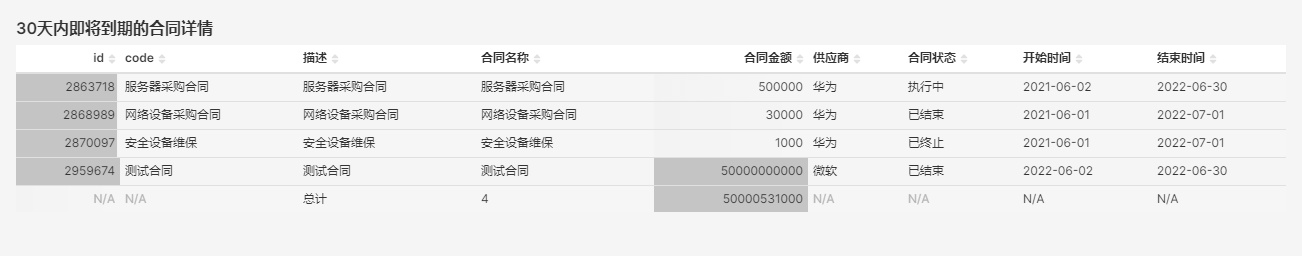 30天内即将到期的合同详情
id code 描述 合同名称 合同金额 供应商 合同状态 开始时间 结束时间
2863718 服务器采购合同 服务器采购合同 服务器采购合同 500000 华为 执行中 2021-06-02 2022-06-30
2868989 网络设备采购合同 网络设备采购合同 网络设备采购合同 30000 华为 已结束 2021-06-01 2022-07-01
2870097 安全设备维保 安全设备维保 安全设备维保 1000 华为 已终止 2021-06-01 2022-07-01
2959674 测试合同 测试合同 测试合同 50000000000 微软 已结束 2022-06-02 2022-06-30
N/A N/A 总计 4 50000531000 N/A N/A N/A N/A